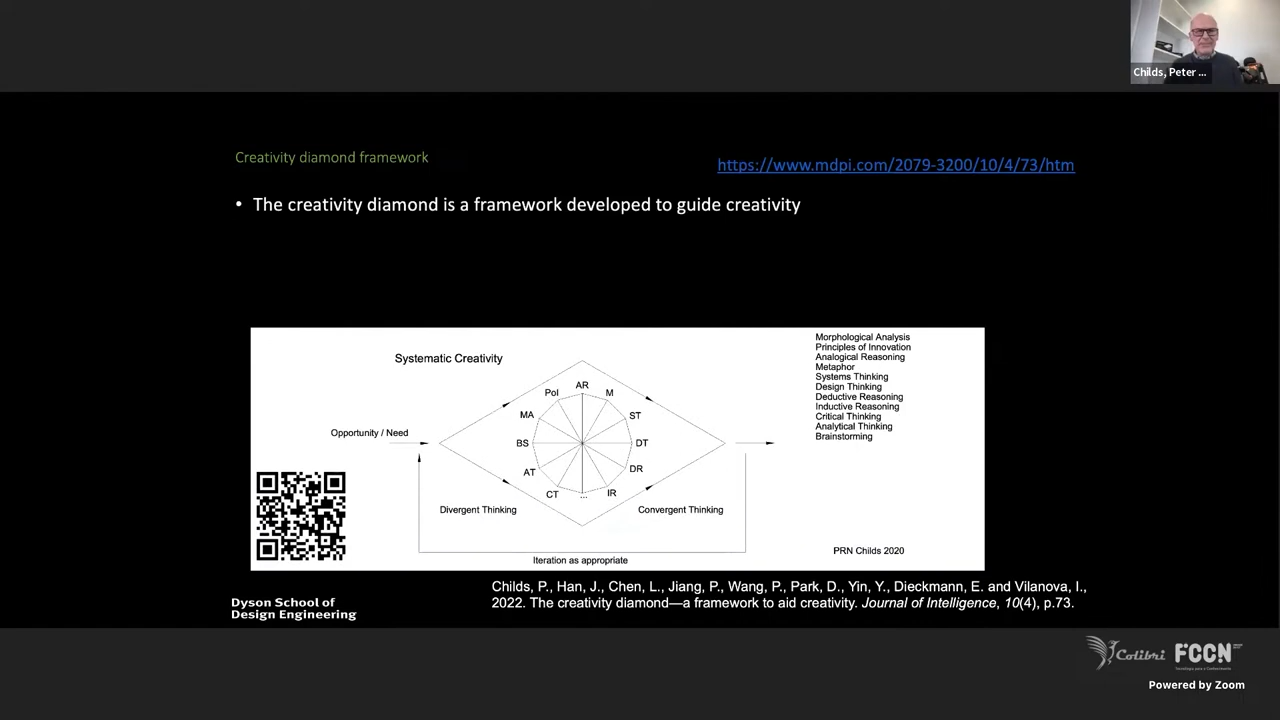 Childs, Peter ...
Creativity diamond framework
https://www.mdpi.com/2079-3200/10/4/73/htm
• The creativity diamond is a framework developed to guide creativity
Systematic Creativity
Opportunity / Need
AR
M
ST
DT
DR
IR
...
CT
AT
BS
MA
PoI
Divergent Thinking
Convergent Thinking
Iteration as appropriate
Morphological Analysis
Principles of Innovation
Analogical Reasoning
Metaphor
Systems Thinking
Design Thinking
Deductive Reasoning
Inductive Reasoning
Critical Thinking
Analytical Thinking
Brainstorming
PRN Childs 2020
Childs, P., Han, J., Chen, L., Jiang, P., Wang, P., Park, D., Yin, Y., Dieckmann, E. and Vilanova, I.,
2022. The creativity diamond—a framework to aid creativity. Journal of Intelligence, 10(4), p.73.
Dyson School of
Design Engineering
Colibri
FCCN
Powered by Zoom